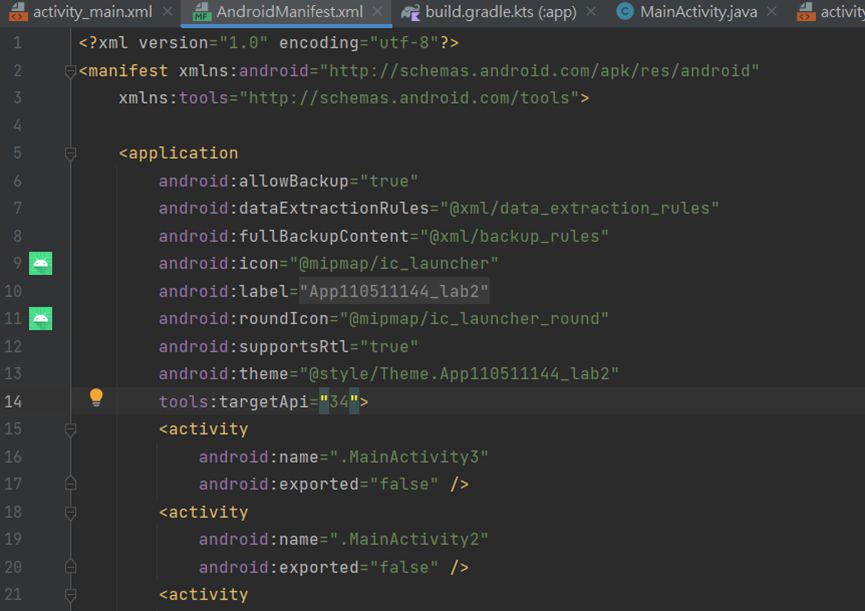 activity_main.xml AndroidManifest.xml build.gradle.kts (:app) MainActivity.java activity
1 <?xml version="1.0" encoding="utf-8"?>
2 <manifest xmlns:android="http://schemas.android.com/apk/res/android"
3 xmlns:tools="http://schemas.android.com/tools">
4
5 <application
6 android:allowBackup="true"
7 android:dataExtractionRules="@xml/data_extraction_rules"
8 android:fullBackupContent="@xml/backup_rules"
9 android:icon="@mipmap/ic_launcher"
10 android:label="App110511144_lab2"
11 android:roundIcon="@mipmap/ic_launcher_round"
12 android:supportsRtl="true"
13 android:theme="@style/Theme.App110511144_lab2"
14 tools:targetApi="34">
15 <activity
16 android:name=".MainActivity3"
17 android:exported="false" />
18 <activity
19 android:name=".MainActivity2"
20 android:exported="false" />
21 <activity